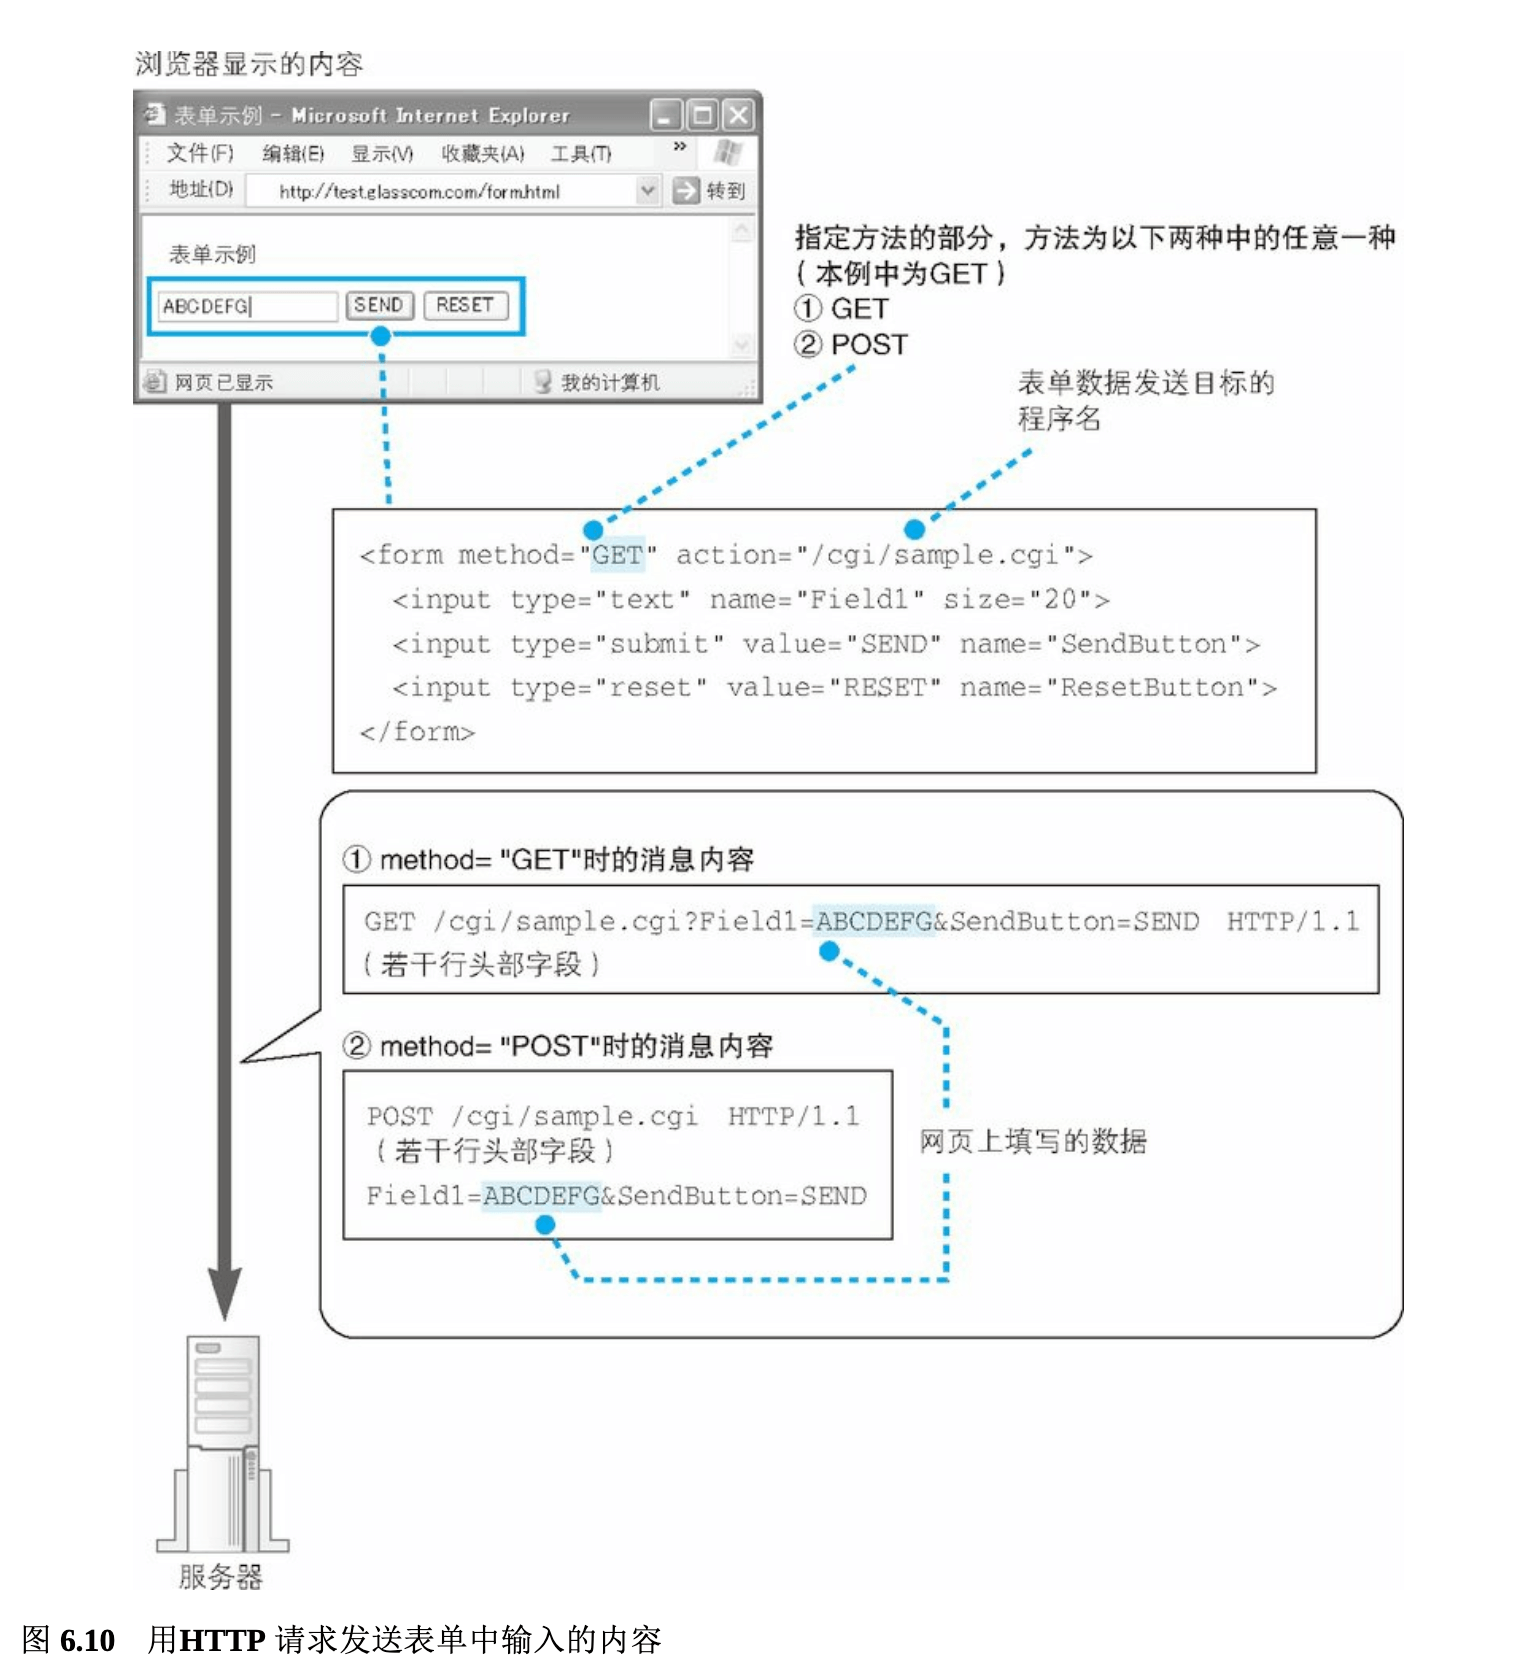 浏览器显示的内容
表单示例 - Microsoft Internet Explorer
文件(F) 编辑(E) 显示(V) 收藏夹(A) 工具(T) »
地址(D) http://test.glasscom.com/form.html 转到
表单示例
ABCDEFG SEND RESET
网页已显示 我的计算机
指定方法的部分，方法为以下两种中的任意一种
（本例中为GET）
① GET
② POST
表单数据发送目标的
程序名
<form method="GET" action="/cgi/sample.cgi">
<input type="text" name="Field1" size="20">
<input type="submit" value="SEND" name="SendButton">
<input type="reset" value="RESET" name="ResetButton">
</form>
① method= "GET"时的消息内容
GET /cgi/sample.cgi?Field1=ABCDEFG&SendButton=SEND HTTP/1.1
（若干行头部字段）
② method= "POST"时的消息内容
POST /cgi/sample.cgi HTTP/1.1
（若干行头部字段）
Field1=ABCDEFG&SendButton=SEND
网页上填写的数据
服务器
图 6.10 用HTTP 请求发送表单中输入的内容